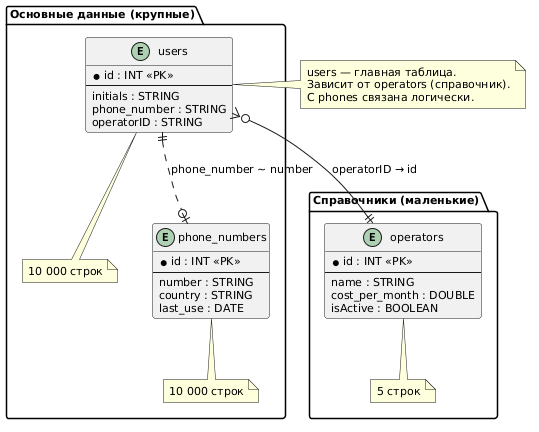 Основные данные (крупные)
E users
id : INT «PK»
initials : STRING
phone_number : STRING
operatorID : STRING
users — главная таблица.
Зависит от operators (справочник).
С phones связана логически.
phone_number ~ number
operatorID → id
Справочники (маленькие)
E phone_numbers
id : INT «PK»
number : STRING
country : STRING
last_use : DATE
E operators
id : INT «PK»
name : STRING
cost_per_month : DOUBLE
isActive : BOOLEAN
10 000 строк
10 000 строк
5 строк